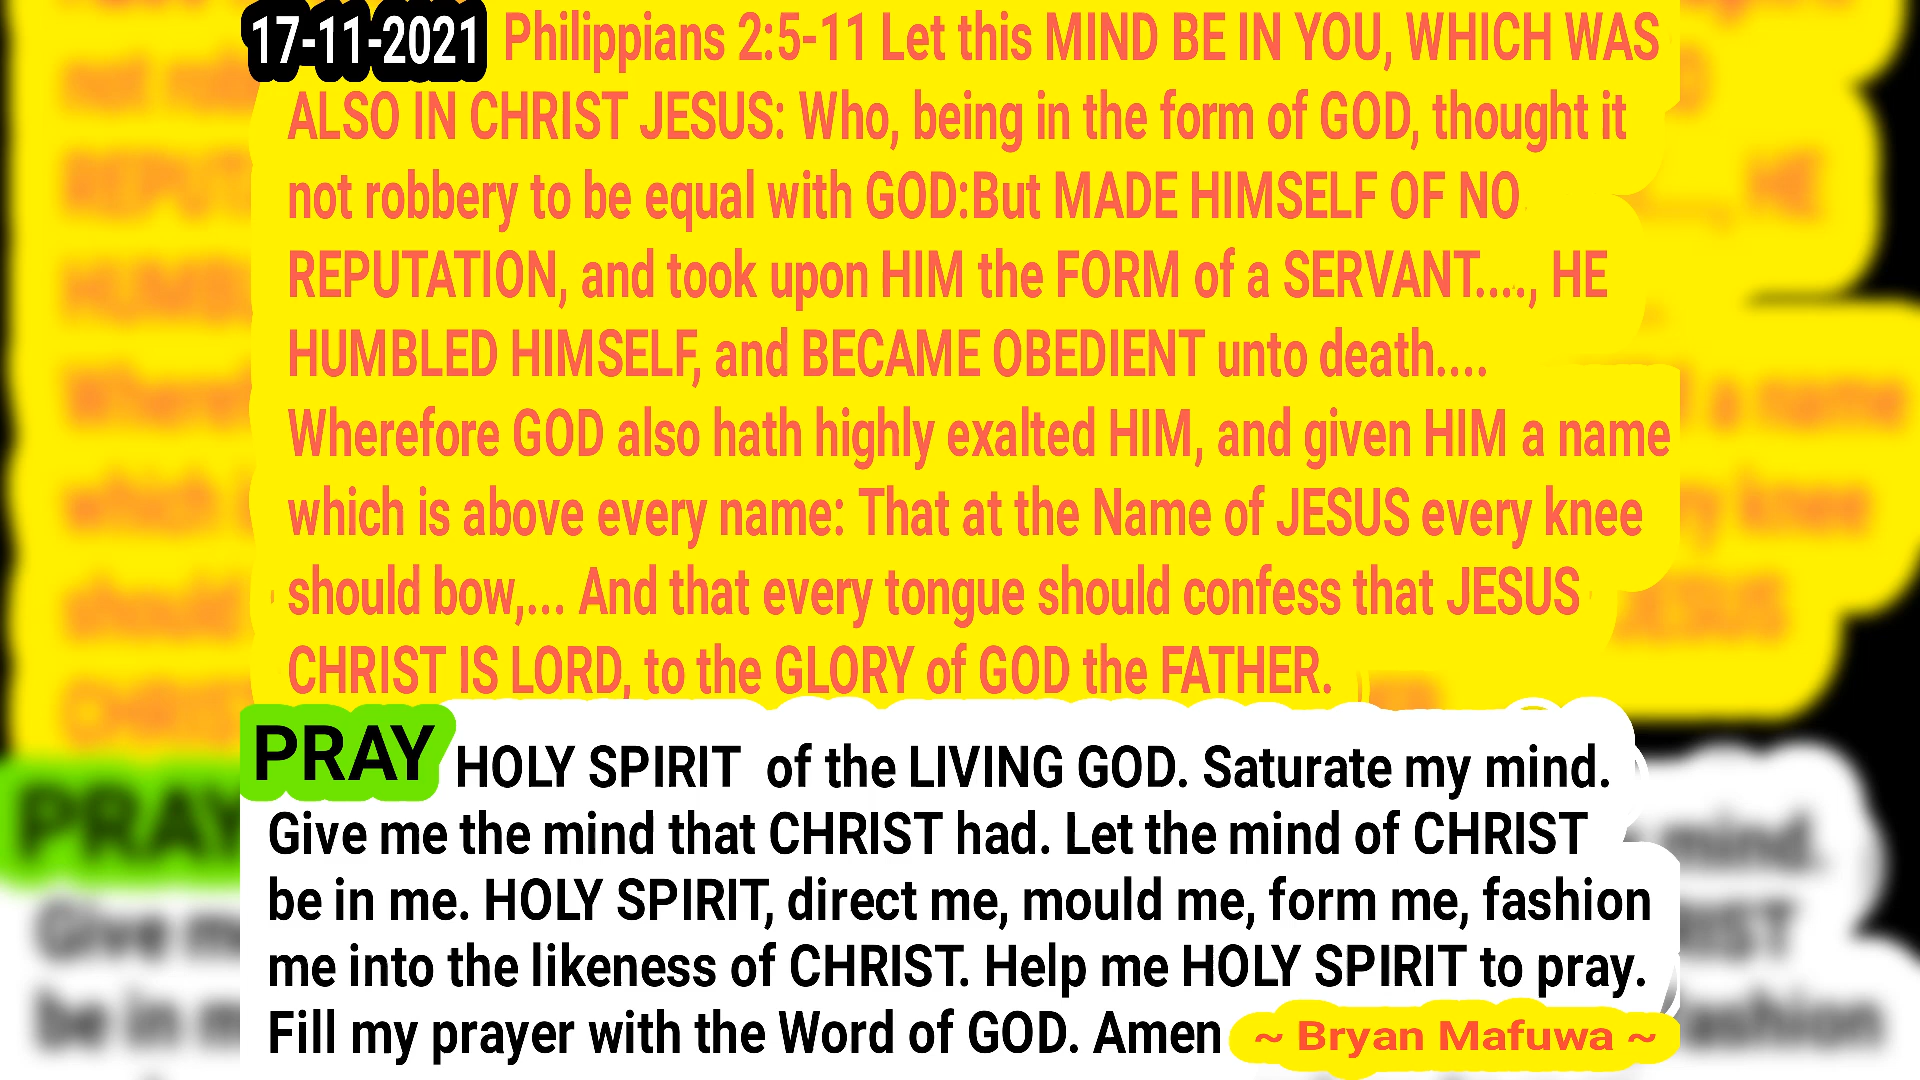 17-11-2021 Philippians 2:5-11 Let this MIND BE IN YOU, WHICH WAS
ALSO IN CHRIST JESUS: Who, being in the form of GOD, thought it
not robbery to be equal with GOD:But MADE HIMSELF OF NO
REPUTATION, and took upon HIM the FORM of a SERVANT...., HE
HUMBLED HIMSELF, and BECAME OBEDIENT unto death....
Wherefore GOD also hath highly exalted HIM, and given HIM a name
which is above every name: That at the Name of JESUS every knee
should bow,... And that every tongue should confess that JESUS
CHRIST IS LORD, to the GLORY of GOD the FATHER.
PRAY HOLY SPIRIT of the LIVING GOD. Saturate my mind.
Give me the mind that CHRIST had. Let the mind of CHRIST
be in me. HOLY SPIRIT, direct me, mould me, form me, fashion
me into the likeness of CHRIST. Help me HOLY SPIRIT to pray.
Fill my prayer with the Word of GOD. Amen ~ Bryan Mafuwa ~